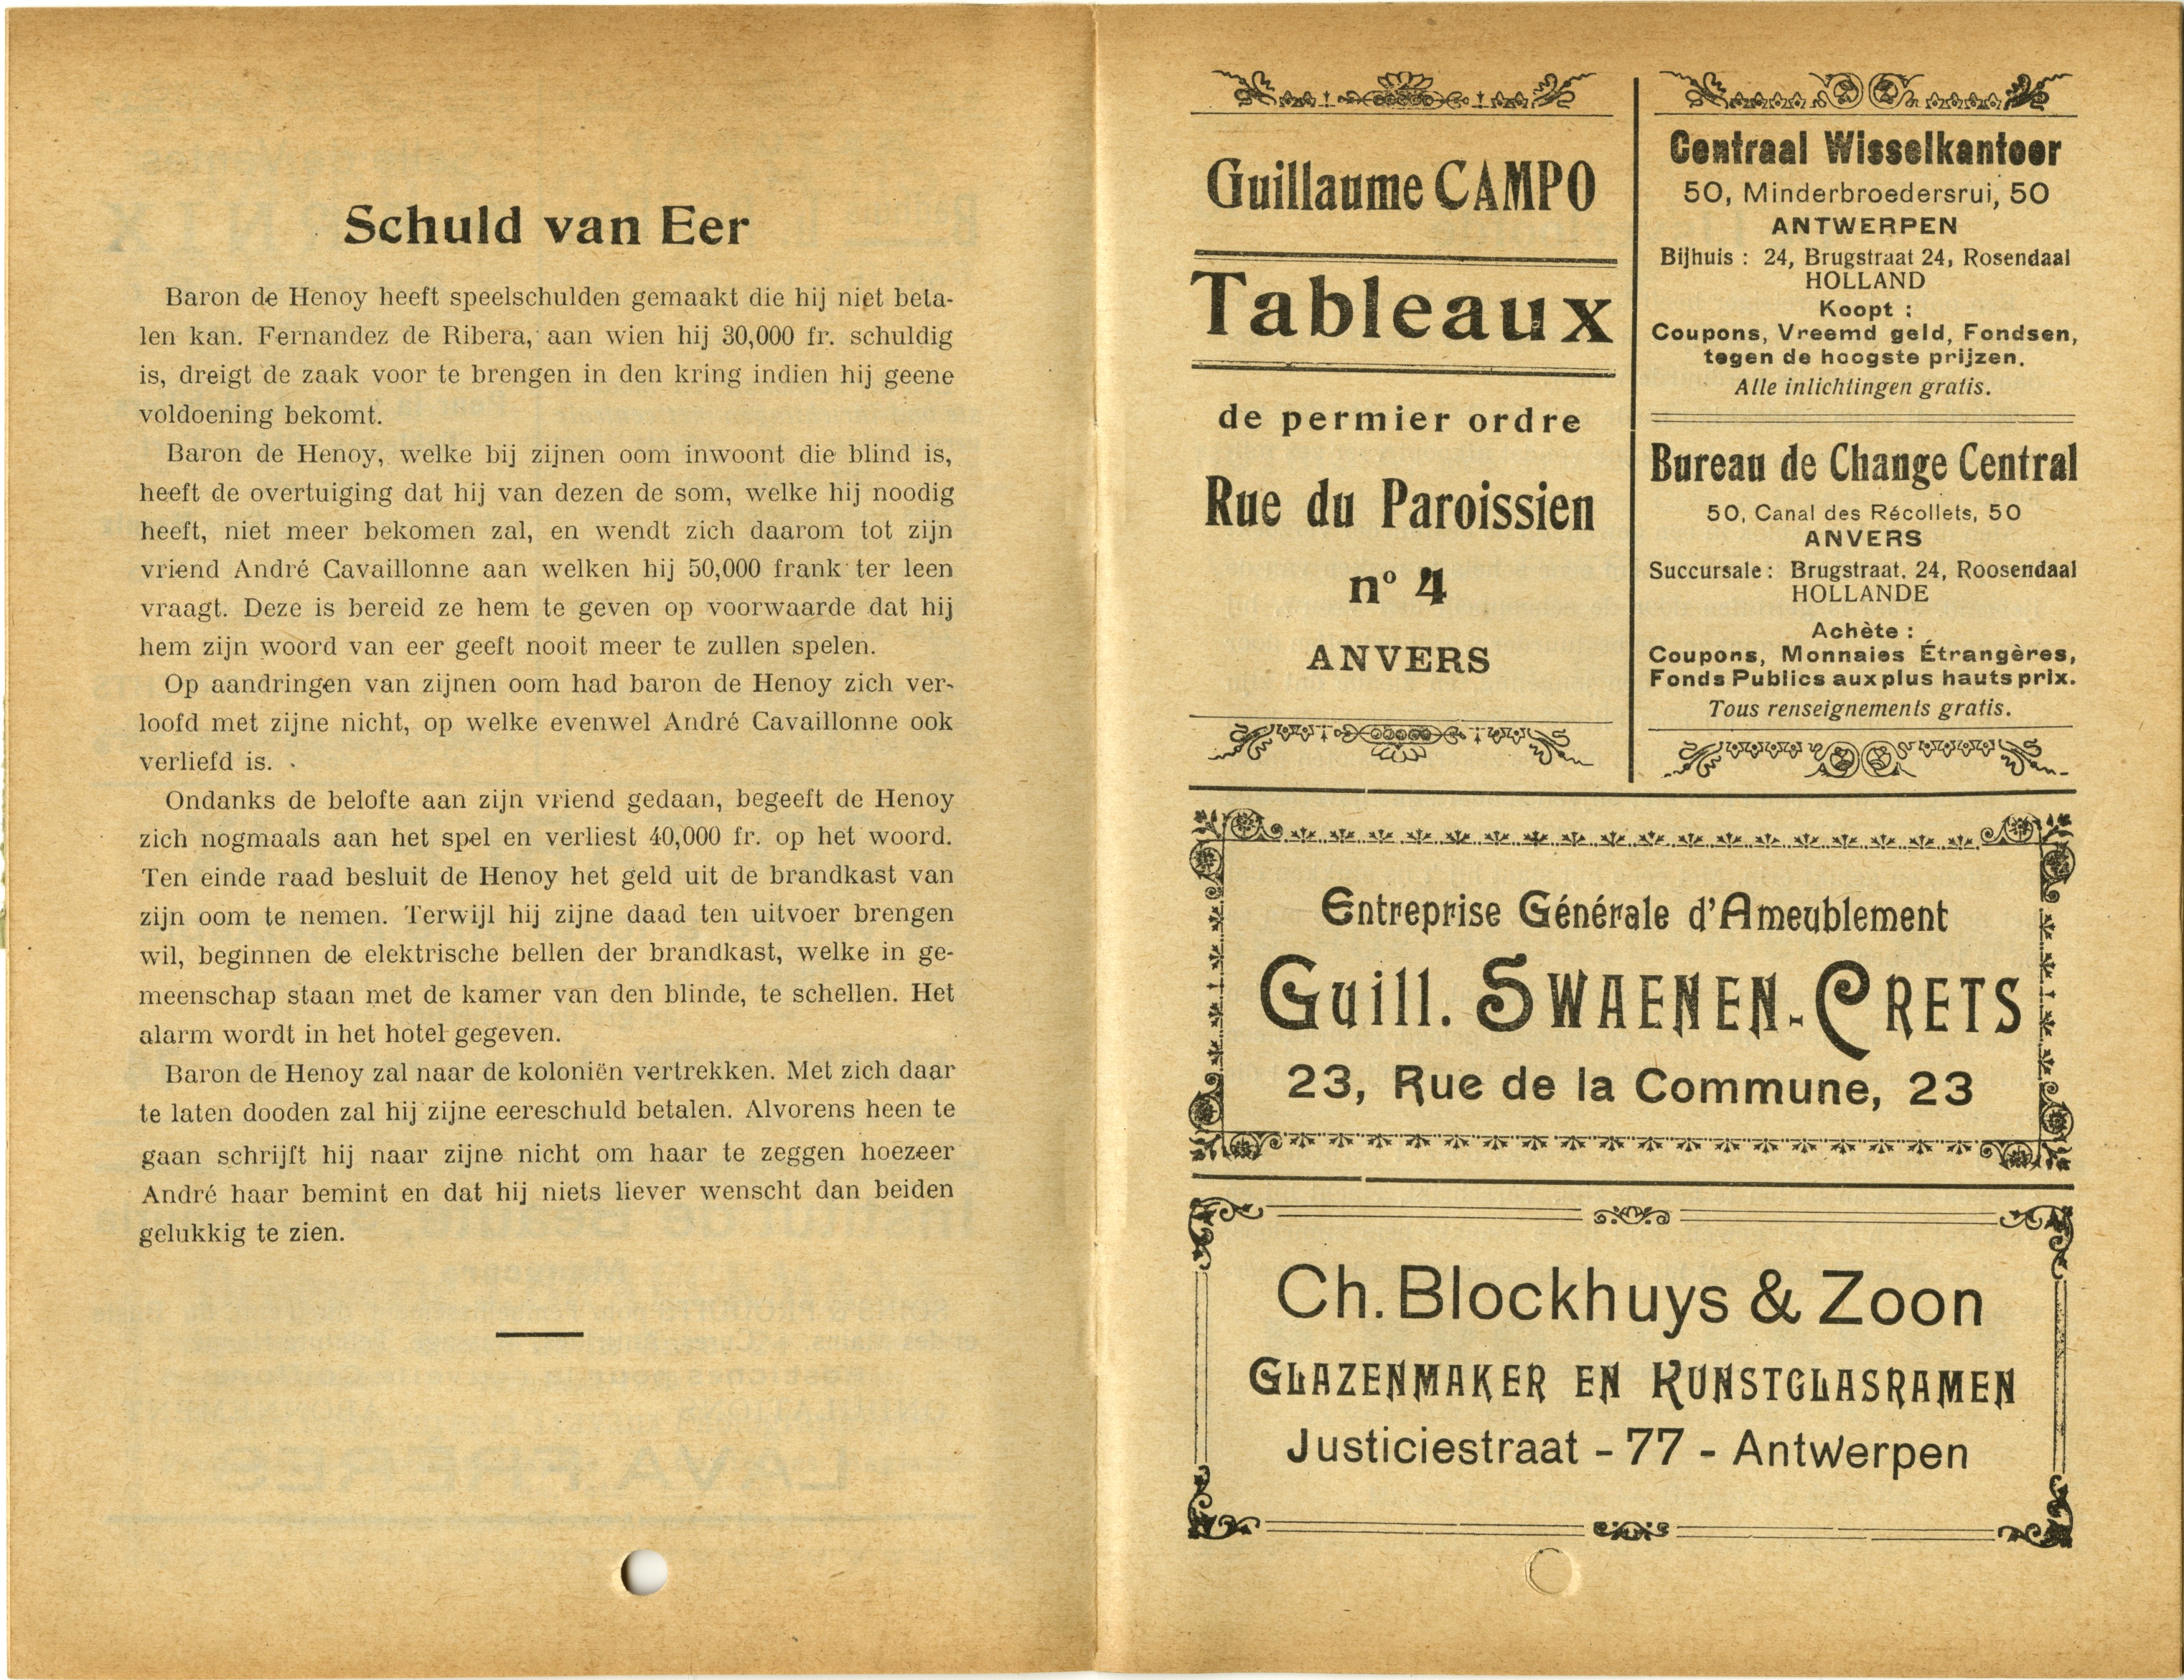 Schuld van Eer
Baron de Henoy heeft speelschulden gemaakt die hij niet beta-
len kan. Fernandez de Ribera, aan wien hij 30,000 fr. schuldig
is, dreigt de zaak voor te brengen in den kring indien hij geene
voldoening bekomt.
Baron de Henoy, welke bij zijnen oom inwoont die blind is,
heeft de overtuiging dat hij van dezen de som, welke hij noodig
heeft, niet meer bekomen zal, en wendt zich daarom tot zijn
vriend André Cavaillonne aan welken hij 50,000 frank ter leen
vraagt. Deze is bereid ze hem te geven op voorwaarde dat hij
hem zijn woord van eer geeft nooit meer te zullen spelen.
Op aandringen van zijnen oom had baron de Henoy zich ver-
loofd met zijne nicht, op welke evenwel André Cavaillonne ook
verliefd is.
Ondanks de belofte aan zijn vriend gedaan, begeeft de Henoy
zich nogmaals aan het spel en verliest 40,000 fr. op het woord.
Ten einde raad besluit de Henoy het geld uit de brandkast van
zijn oom te nemen. Terwijl hij zijne daad ten uitvoer brengen
wil, beginnen de elektrische bellen der brandkast, welke in ge-
meenschap staan met de kamer van den blinde, te schellen. Het
alarm wordt in het hotel gegeven.
Baron de Henoy zal naar de koloniën vertrekken. Met zich daar
te laten dooden zal hij zijne eereschuld betalen. Alvorens heen te
gaan schrijft hij naar zijne nicht om haar te zeggen hoezeer
André haar bemint en dat hij niets liever wenscht dan beiden
gelukkig te zien.
Guillaume CAMPO
Tableaux
de permier ordre
Rue du Paroissien
nº 4
ANVERS
Centraal Wisselkantoor
50, Minderbroedersrui, 50
ANTWERPEN
Bijhuis : 24, Brugstraat 24, Rosendaal
HOLLAND
Koopt :
Coupons, Vreemd geld, Fondsen,
tegen de hoogste prijzen.
Alle inlichtingen gratis.
Bureau de Change Central
50, Canal des Récollets, 50
ANVERS
Succursale : Brugstraat. 24, Roosendaal
HOLLANDE
Achète :
Coupons, Monnaies Étrangères,
Fonds Publics aux plus hauts prix.
Tous renseignements gratis.
Entreprise Générale d'Ameublement
Guill. SWAENEN-CRETS
23, Rue de la Commune, 23
Ch. Blockhuys & Zoon
GLAZENMAKER EN KUNSTGLASRAMEN
Justiciestraat - 77 - Antwerpen